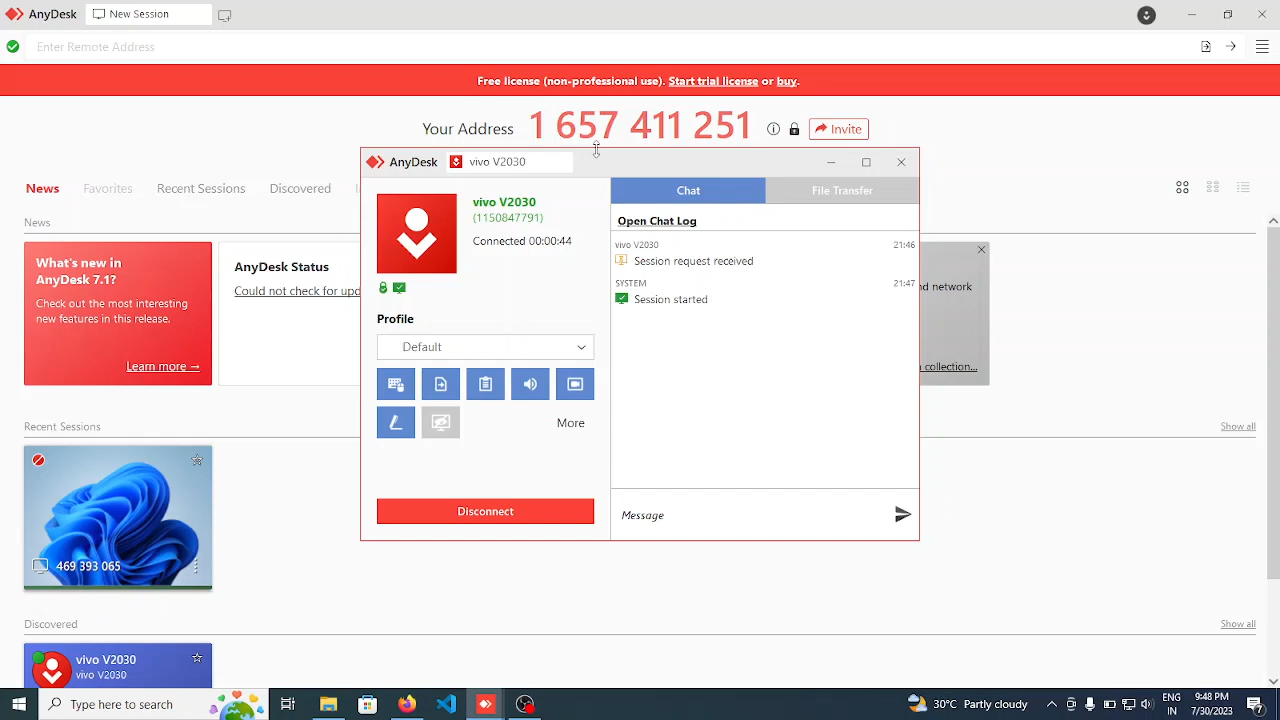 AnyDesk
New Session
Enter Remote Address
Free license (non-professional use). Start trial license or buy.
Your Address 1 657 411 251
Invite
News
Favorites
Recent Sessions
Discovered
News
What's new in
AnyDesk 7.1?
Check out the most interesting
new features in this release.
Learn more →
AnyDesk Status
Could not check for upd
nd network
collection...
AnyDesk
vivo V2030
vivo V2030
(1150847791)
Connected 00:00:44
Profile
Default
More
Disconnect
Chat
File Transfer
Open Chat Log
vivo V2030 21:46
Session request received
SYSTEM 21:47
Session started
Message
Recent Sessions
Show all
469 393 065
Discovered
Show all
vivo V2030
vivo V2030
Type here to search
30°C Partly cloudy
ENG
IN
9:48 PM
7/30/2023